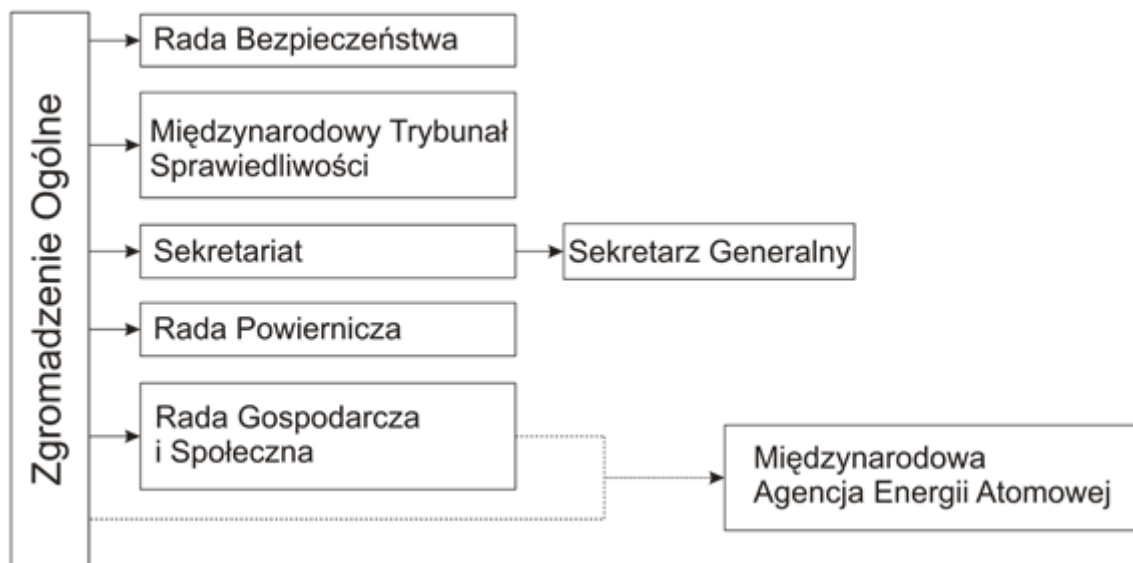 Zgromadzenie Ogólne
Rada Bezpieczeństwa
Międzynarodowy Trybunał
Sprawiedliwości
Sekretariat
Sekretarz Generalny
Rada Powiernicza
Rada Gospodarcza
i Społeczna
Międzynarodowa
Agencja Energii Atomowej